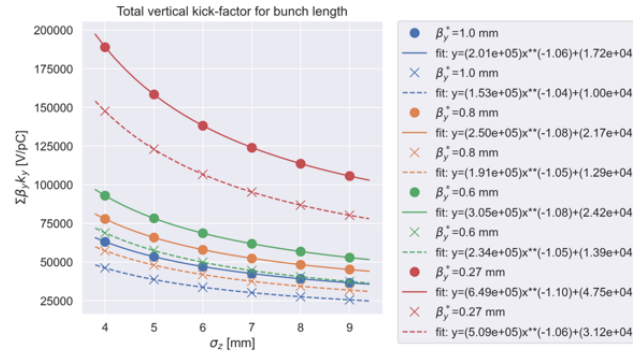 Total vertical kick-factor for bunch length
200000
175000
150000
125000
100000
75000
50000
25000
Σβyky [V/pC]
4 5 6 7 8 9
σz [mm]
βy*=1.0 mm
fit: y=(2.01e+05)x**(-1.06)+(1.72e+04
βy*=1.0 mm
fit: y=(1.53e+05)x**(-1.04)+(1.00e+04
βy*=0.8 mm
fit: y=(2.50e+05)x**(-1.08)+(2.17e+04
βy*=0.8 mm
fit: y=(1.91e+05)x**(-1.05)+(1.29e+04
βy*=0.6 mm
fit: y=(3.05e+05)x**(-1.08)+(2.42e+04
βy*=0.6 mm
fit: y=(2.34e+05)x**(-1.05)+(1.39e+04
βy*=0.27 mm
fit: y=(6.49e+05)x**(-1.10)+(4.75e+04
βy*=0.27 mm
fit: y=(5.09e+05)x**(-1.06)+(3.12e+04